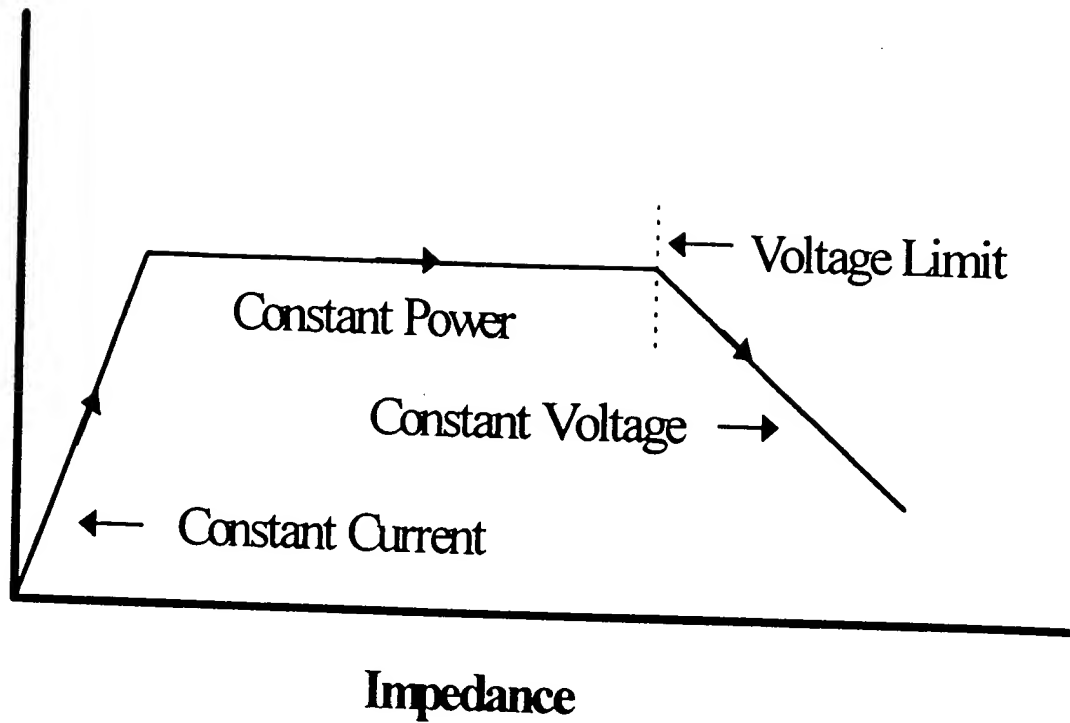 Voltage Limit
Constant Power
Constant Voltage
Constant Current
Impedance